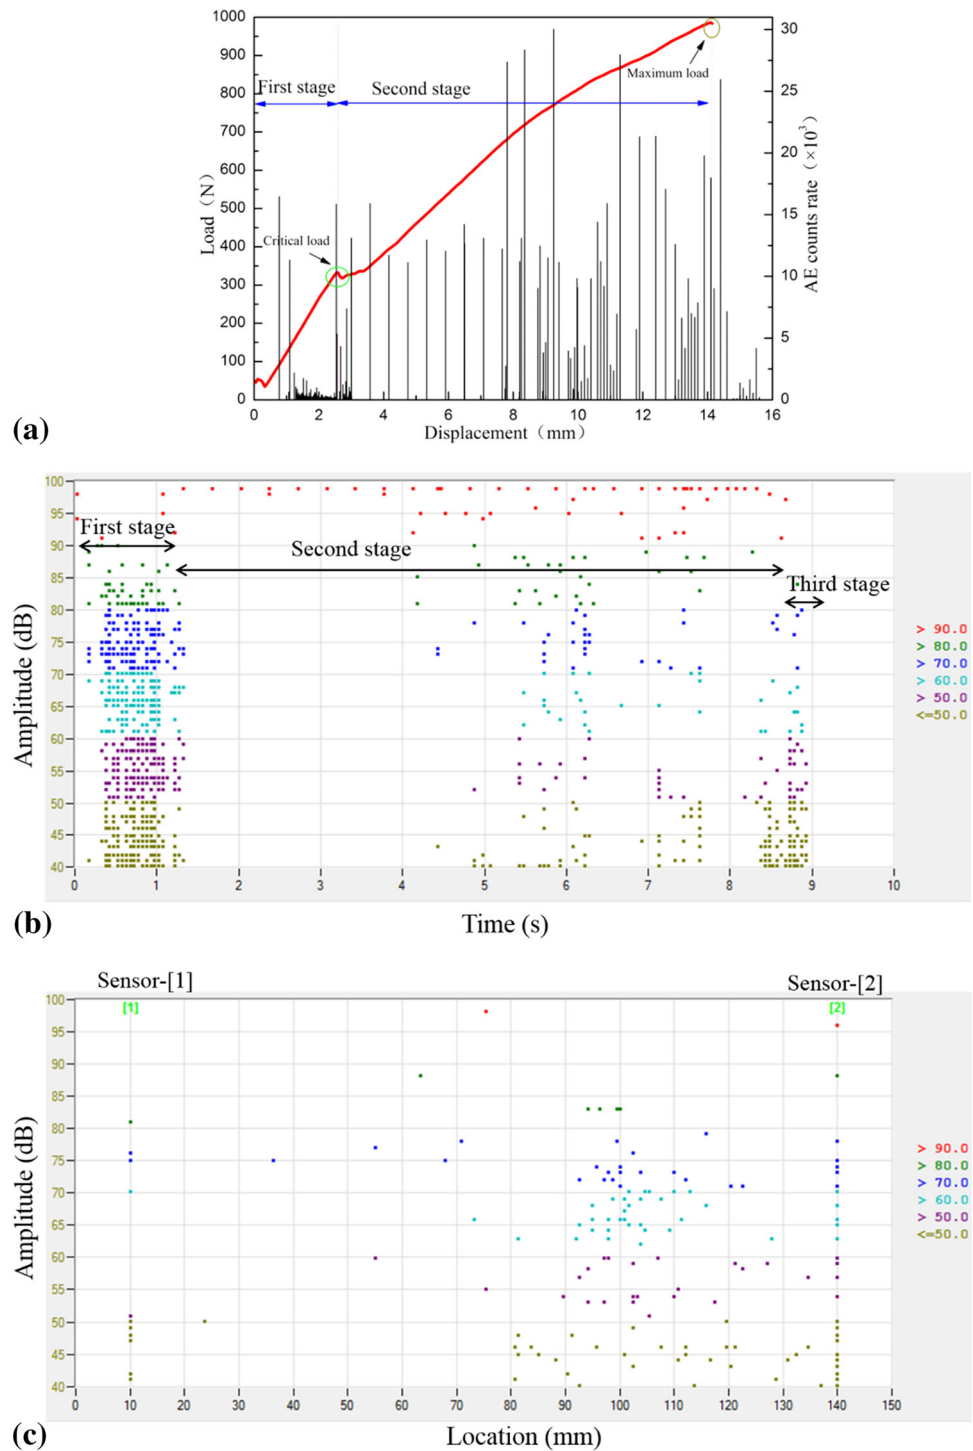 1000
900
800
700
600
500
400
300
200
100
0
Load（N）
First stage
Second stage
Critical load
Maximum load
30
25
20
15
10
5
0
AE counts rate (×10³)
0 2 4 6 8 10 12 14 16
Displacement（mm）
(a)
100
95
90
85
80
75
70
65
60
55
50
45
40
Amplitude (dB)
First stage
Second stage
Third stage
> 90.0
> 80.0
> 70.0
> 60.0
> 50.0
<=50.0
0 1 2 3 4 5 6 7 8 9 10
Time (s)
(b)
Sensor-[1]
Sensor-[2]
[1]
[2]
100
95
90
85
80
75
70
65
60
55
50
45
40
Amplitude (dB)
> 90.0
> 80.0
> 70.0
> 60.0
> 50.0
<=50.0
0 10 20 30 40 50 60 70 80 90 100 110 120 130 140 150
Location (mm)
(c)